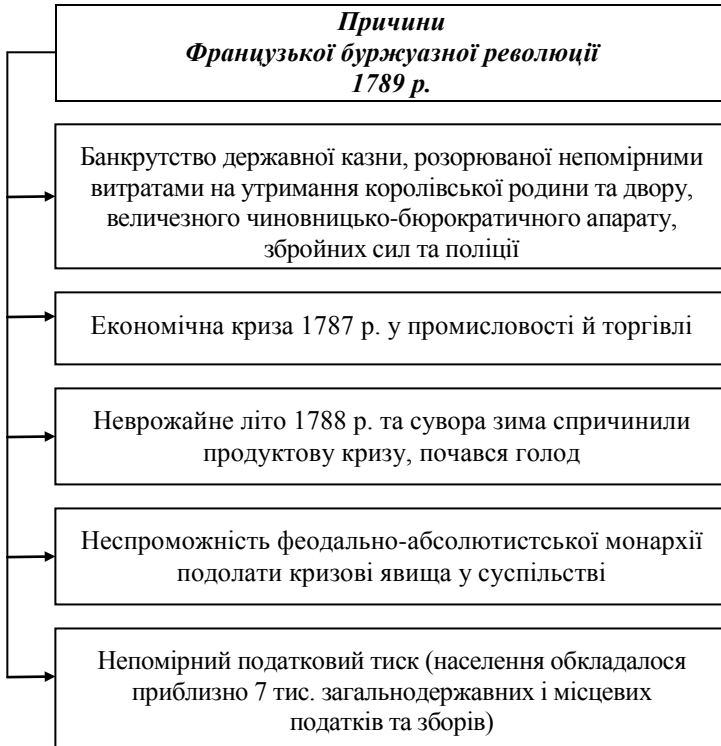 Причини
Французької буржуазної революції
1789 р.
Банкрутство державної казни, розорюваної непомірними
витратами на утримання королівської родини та двору,
величезного чиновницько-бюрократичного апарату,
збройних сил та поліції
Економічна криза 1787 р. у промисловості й торгівлі
Неврожайне літо 1788 р. та сувора зима спричинили
продуктову кризу, почався голод
Неспроможність феодально-абсолютистської монархії
подолати кризові явища у суспільстві
Непомірний податковий тиск (населення обкладалося
приблизно 7 тис. загальнодержавних і місцевих
податків та зборів)